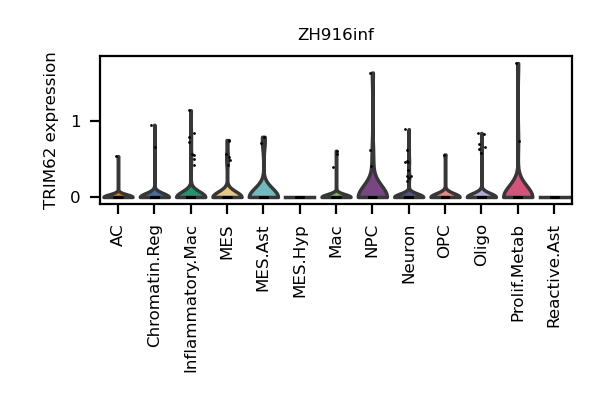 ZH916inf
TRIM62 expression
1
0
AC
Chromatin.Reg
Inflammatory.Mac
MES
MES.Ast
MES.Hyp
Mac
NPC
Neuron
OPC
Oligo
Prolif.Metab
Reactive.Ast